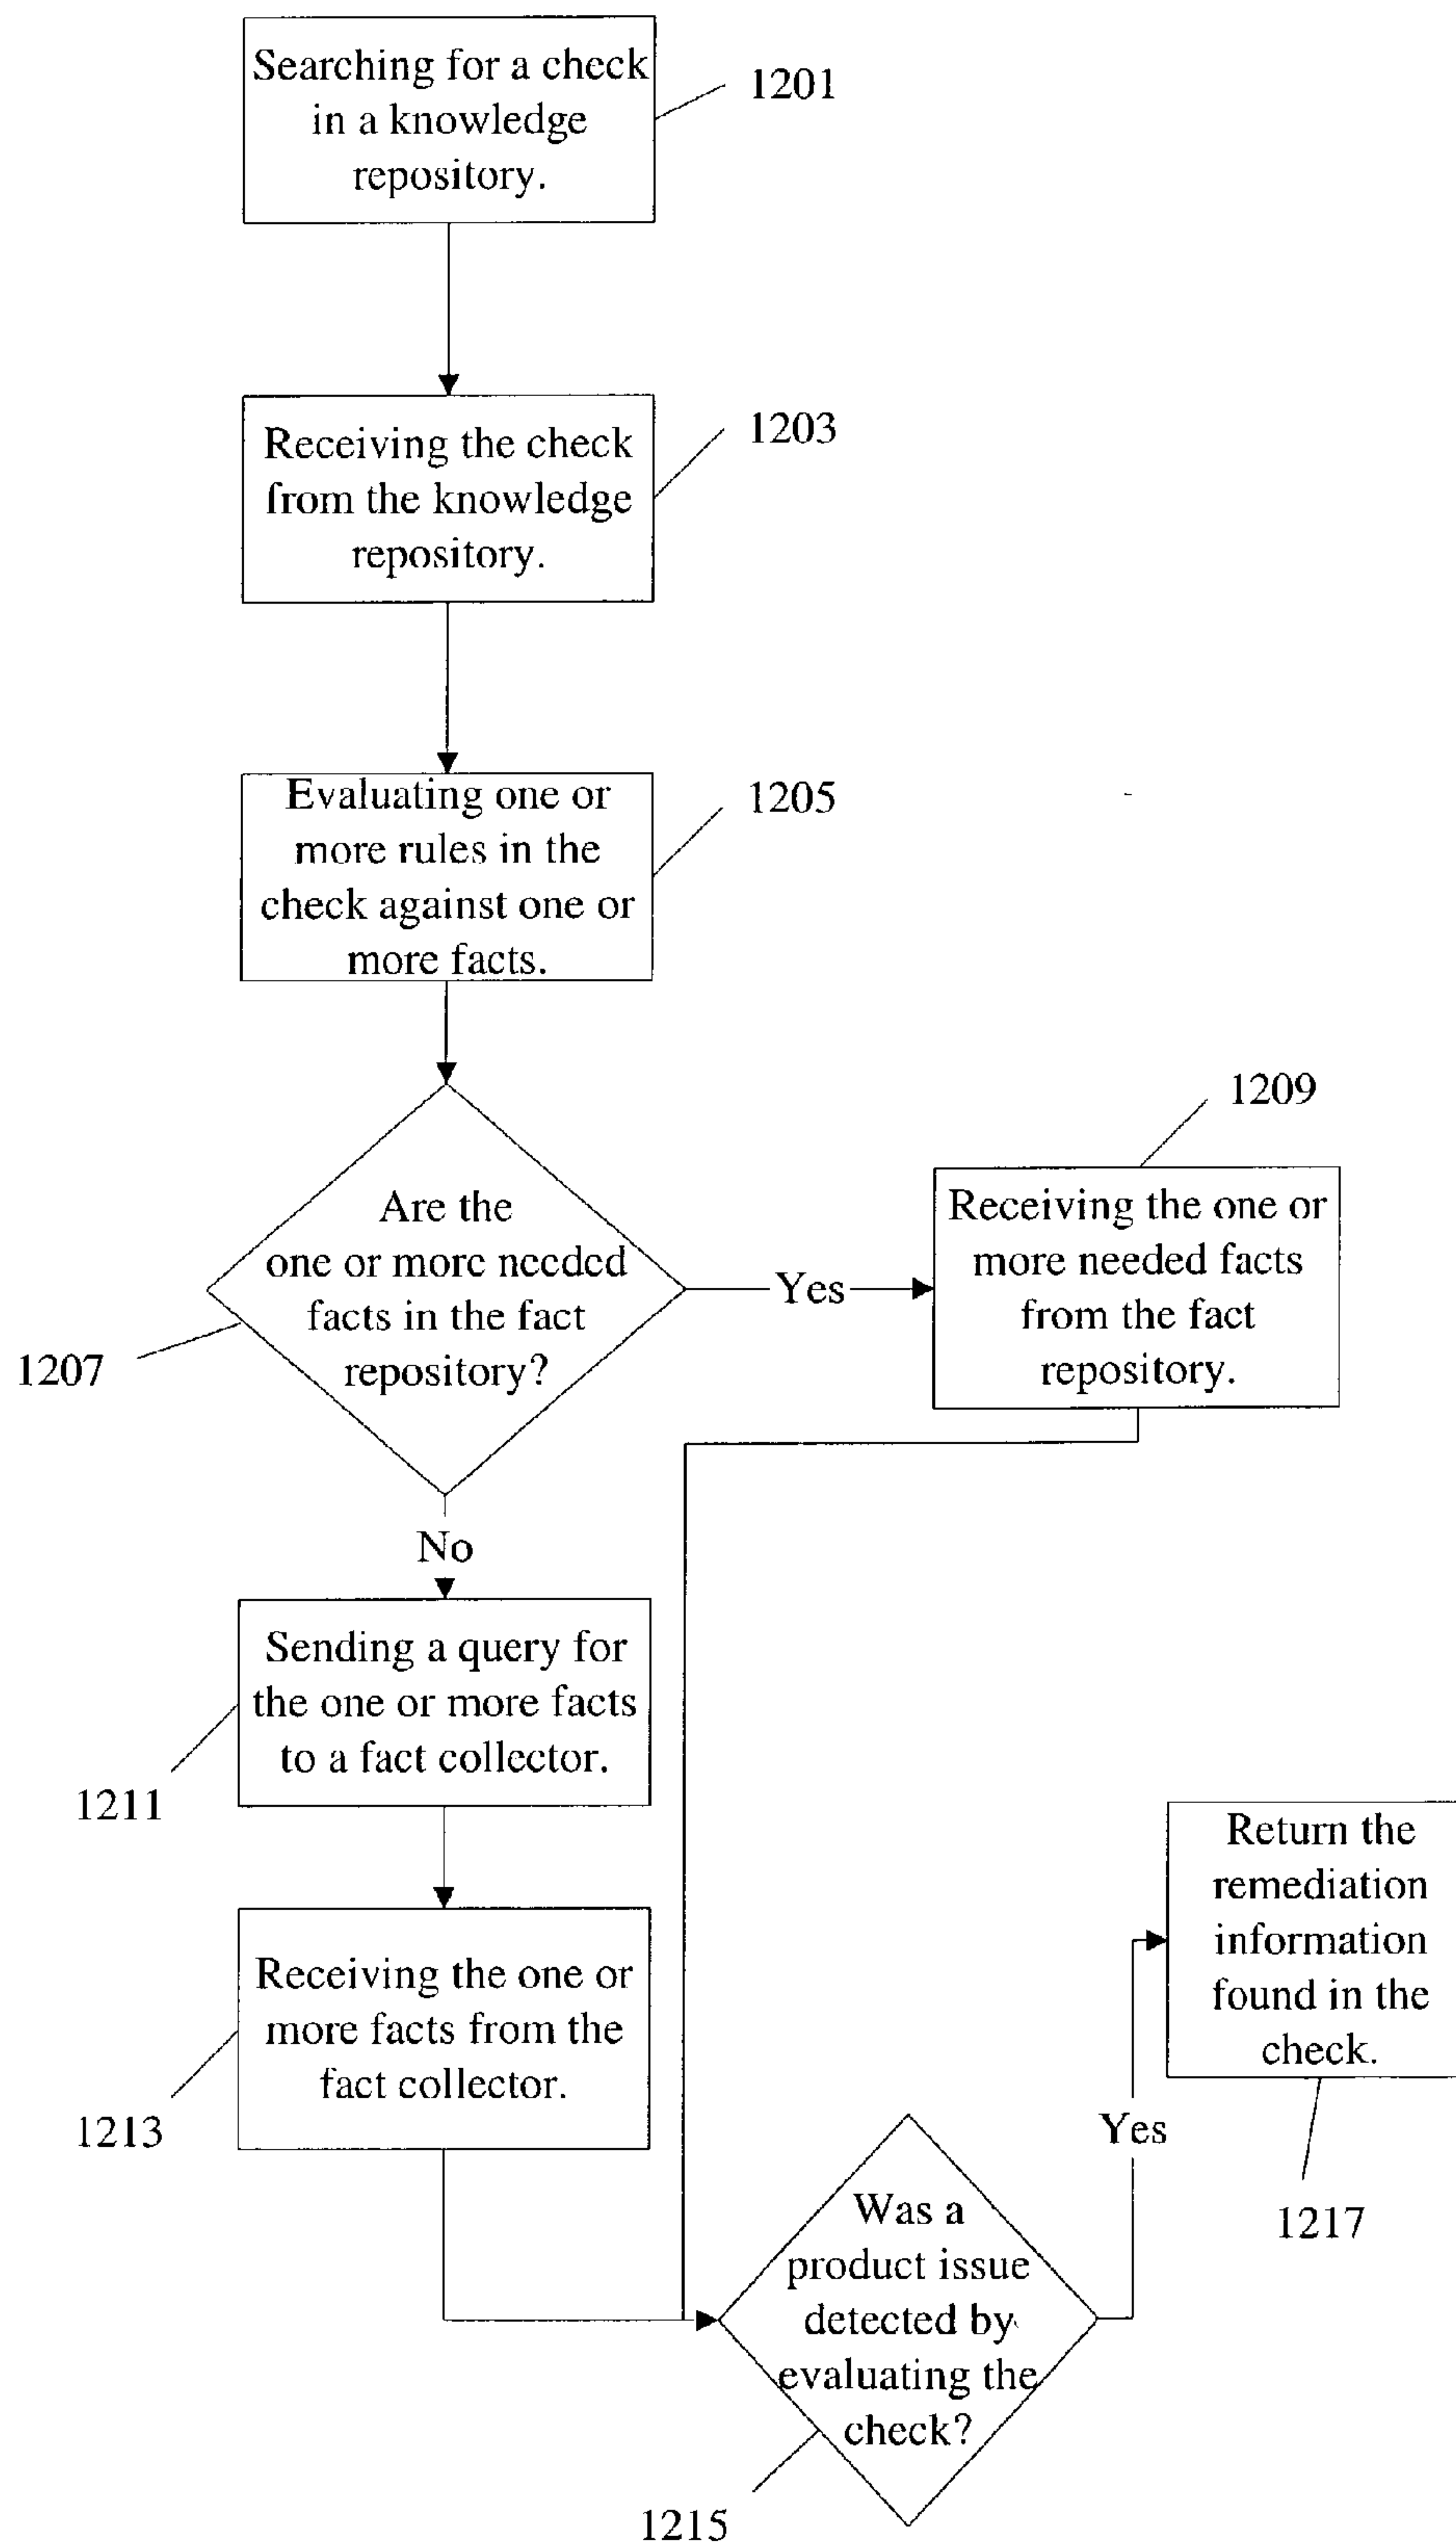 Searching for a check
in a knowledge
repository.
1201
Receiving the check
from the knowledge
repository.
1203
Evaluating one or
more rules in the
check against one or
more facts.
1205
Are the
one or more needed
facts in the fact
repository?
1207
Yes
Receiving the one or
more needed facts
from the fact
repository.
1209
No
Sending a query for
the one or more facts
to a fact collector.
1211
Receiving the one or
more facts from the
fact collector.
1213
Was a
product issue
detected by
evaluating the
check?
1215
Yes
Return the
remediation
information
found in the
check.
1217